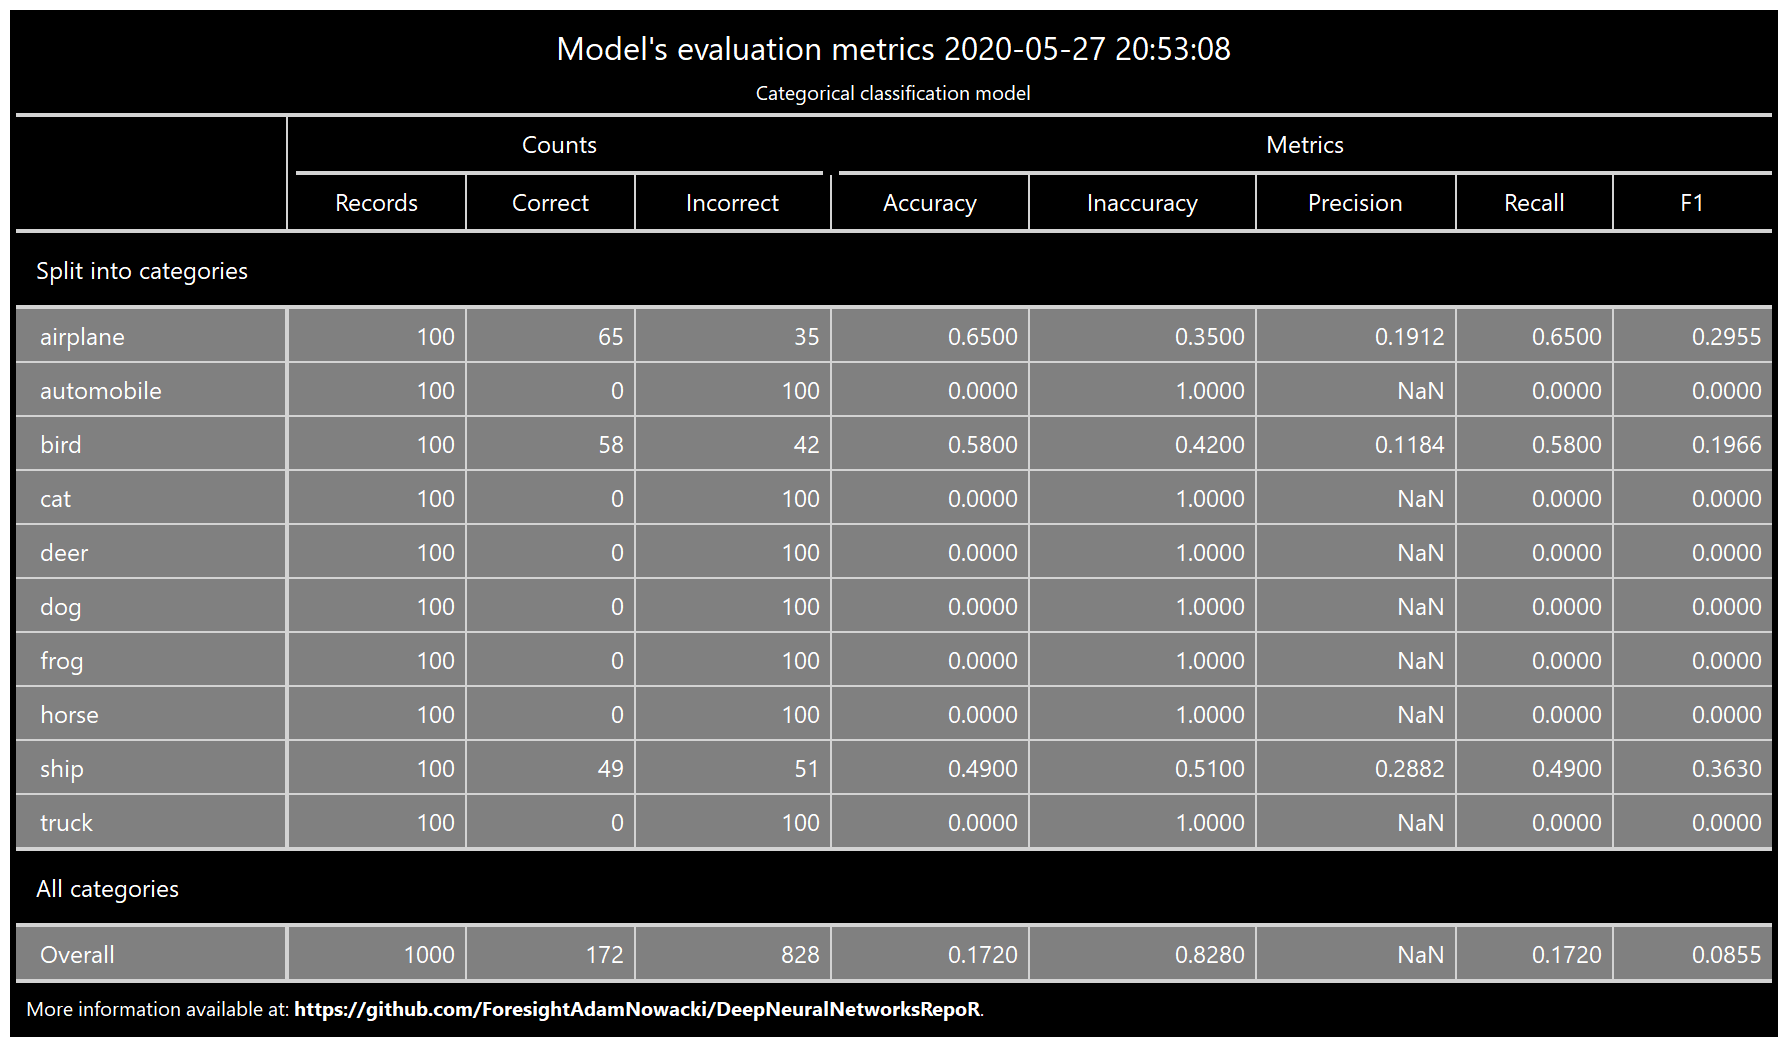 Model's evaluation metrics 2020-05-27 20:53:08
Categorical classification model
Counts Metrics
Records Correct Incorrect Accuracy Inaccuracy Precision Recall F1
Split into categories
airplane 100 65 35 0.6500 0.3500 0.1912 0.6500 0.2955
automobile 100 0 100 0.0000 1.0000 NaN 0.0000 0.0000
bird 100 58 42 0.5800 0.4200 0.1184 0.5800 0.1966
cat 100 0 100 0.0000 1.0000 NaN 0.0000 0.0000
deer 100 0 100 0.0000 1.0000 NaN 0.0000 0.0000
dog 100 0 100 0.0000 1.0000 NaN 0.0000 0.0000
frog 100 0 100 0.0000 1.0000 NaN 0.0000 0.0000
horse 100 0 100 0.0000 1.0000 NaN 0.0000 0.0000
ship 100 49 51 0.4900 0.5100 0.2882 0.4900 0.3630
truck 100 0 100 0.0000 1.0000 NaN 0.0000 0.0000
All categories
Overall 1000 172 828 0.1720 0.8280 NaN 0.1720 0.0855
More information available at: https://github.com/ForesightAdamNowacki/DeepNeuralNetworksRepoR.